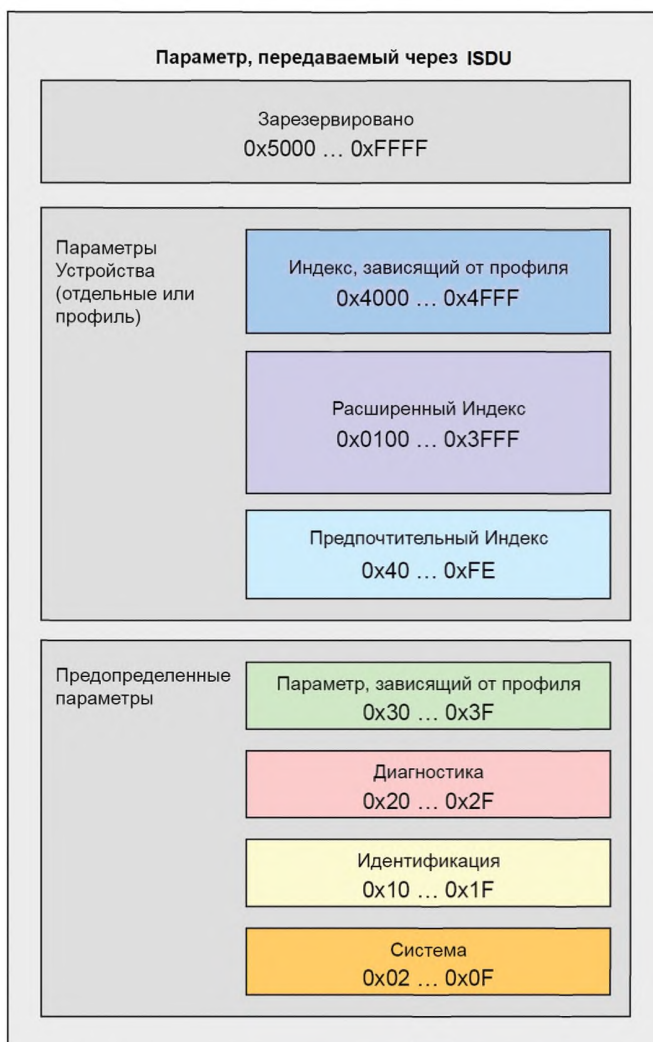 Параметр, передаваемый через ISDU
Зарезервировано
0x5000 … 0xFFFF
Параметры
Устройства
(отдельные или
профиль)
Индекс, зависящий от профиля
0x4000 … 0x4FFF
Расширенный Индекс
0x0100 … 0x3FFF
Предпочтительный Индекс
0x40 … 0xFE
Предопределенные
параметры
Параметр, зависящий от профиля
0x30 … 0x3F
Диагностика
0x20 … 0x2F
Идентификация
0x10 … 0x1F
Система
0x02 … 0x0F